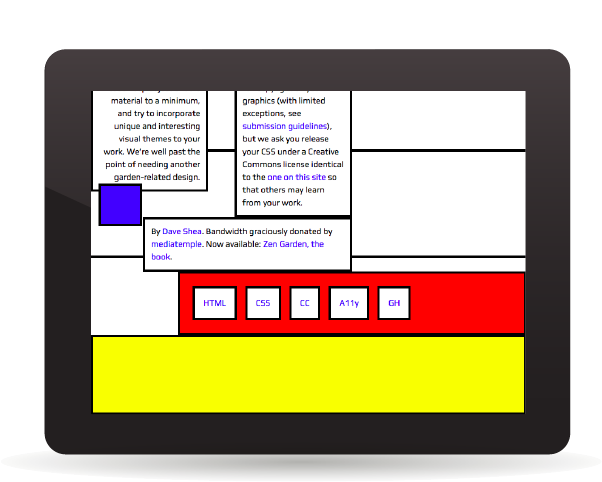 material to a minimum,
and try to incorporate
unique and interesting
visual themes to your
work. We're well past the
point of needing another
garden-related design.
graphics (with limited
exceptions, see
submission guidelines),
but we ask you release
your CSS under a Creative
Commons license identical
to the one on this site so
that others may learn
from your work.
By Dave Shea. Bandwidth graciously donated by
mediatemple. Now available: Zen Garden, the
book.
HTML
CSS
CC
A11y
GH